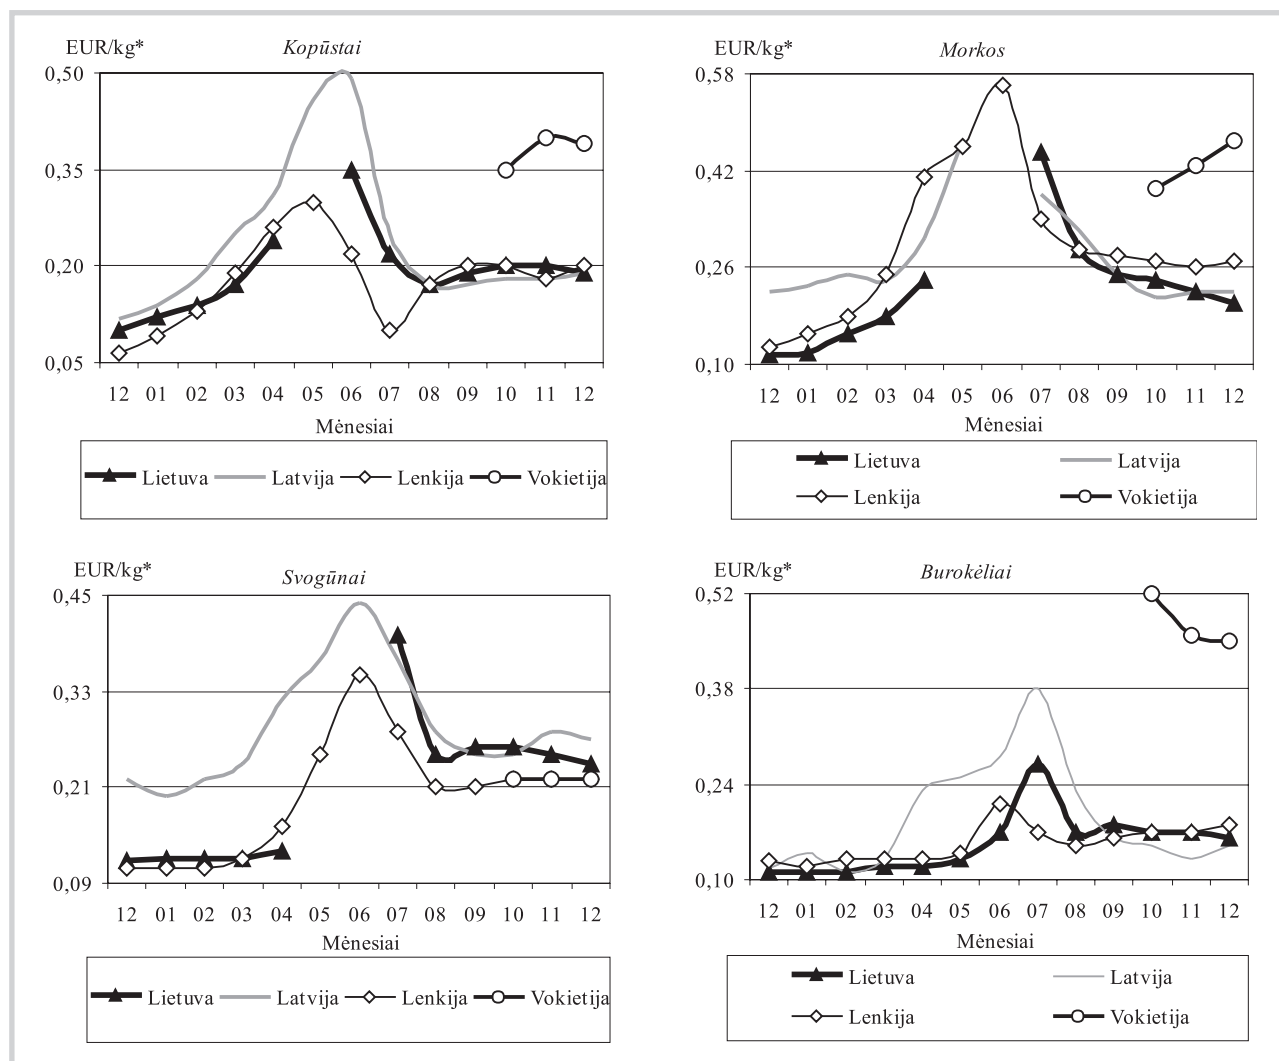 EUR/kg*
Kopūstai
0,50
0,35
0,20
0,05
12 01 02 03 04 05 06 07 08 09 10 11 12
Mėnesiai
Lietuva Latvija Lenkija Vokietija
EUR/kg*
Morkos
0,58
0,42
0,26
0,10
12 01 02 03 04 05 06 07 08 09 10 11 12
Mėnesiai
Lietuva Latvija
Lenkija Vokietija
EUR/kg*
Svogūnai
0,45
0,33
0,21
0,09
12 01 02 03 04 05 06 07 08 09 10 11 12
Mėnesiai
Lietuva Latvija Lenkija Vokietija
EUR/kg*
Burokėliai
0,52
0,38
0,24
0,10
12 01 02 03 04 05 06 07 08 09 10 11 12
Mėnesiai
Lietuva Latvija
Lenkija Vokietija